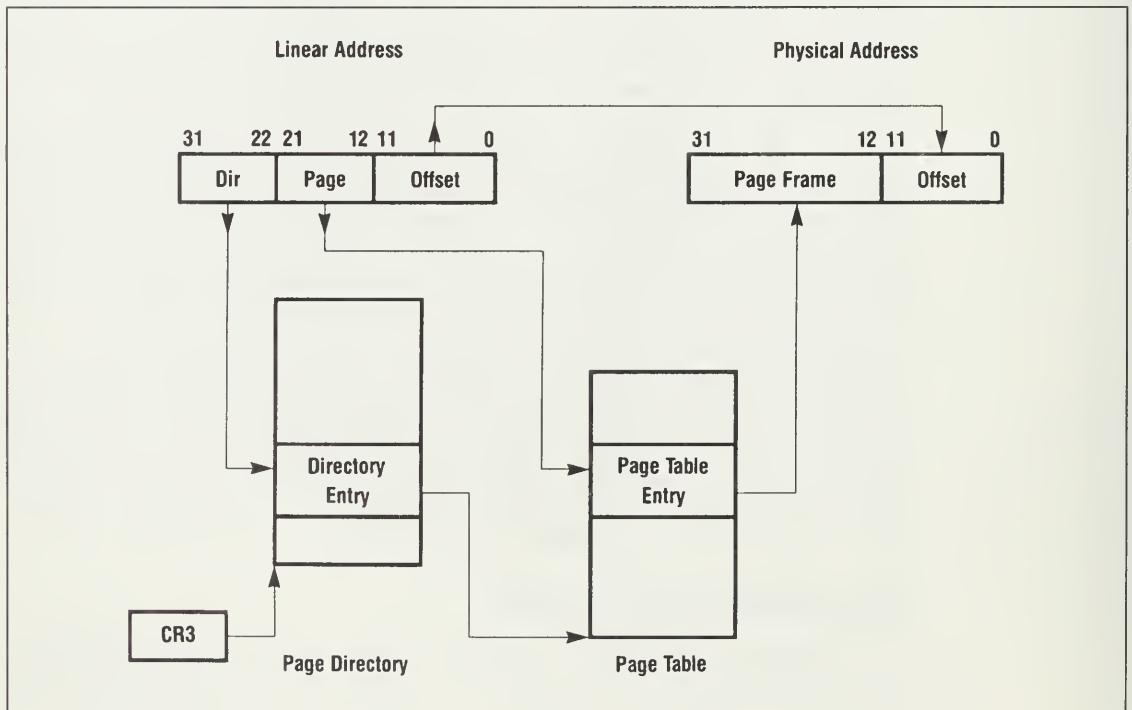 Linear Address
Physical Address
31 22 21 12 11 0
31 12 11 0
Dir Page Offset
Page Frame Offset
Directory
Entry
Page Table
Entry
CR3
Page Directory
Page Table